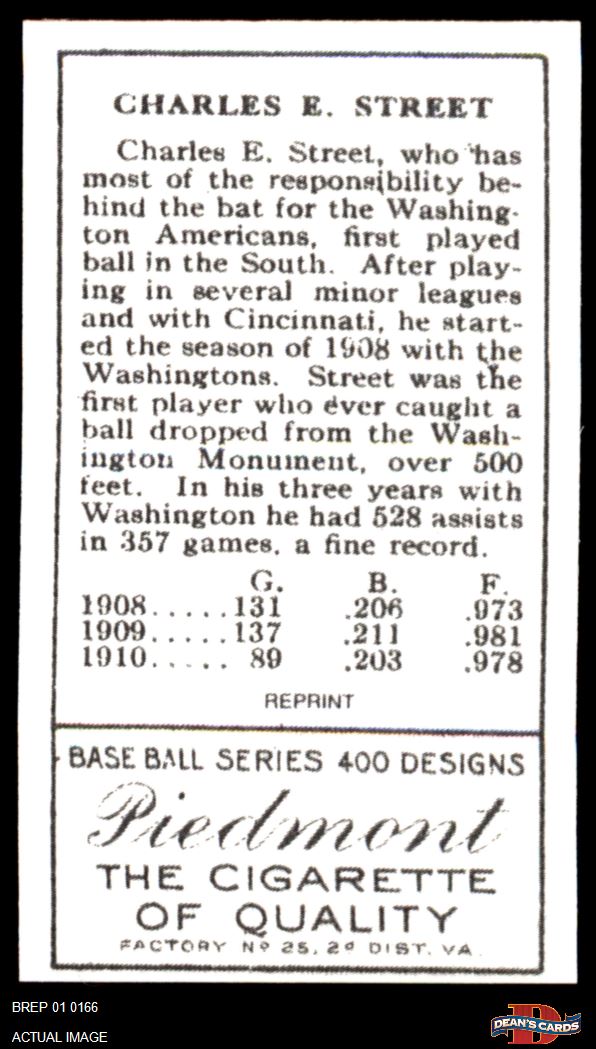 CHARLES E. STREET
Charles E. Street, who has
most of the responsibility be-
hind the bat for the Washing-
ton Americans, first played
ball in the South. After play-
ing in several minor leagues
and with Cincinnati, he start-
ed the season of 1908 with the
Washingtons. Street was the
first player who ever caught a
ball dropped from the Wash-
ington Monument, over 500
feet. In his three years with
Washington he had 528 assists
in 357 games, a fine record.
G. B. F.
1908.....131 .206 .973
1909.....137 .211 .981
1910..... 89 .203 .978
REPRINT
BASE BALL SERIES 400 DESIGNS
Piedmont
THE CIGARETTE
OF QUALITY
FACTORY Nº 25, 2d DIST. VA.
BREP 01 0166
ACTUAL IMAGE
D
DEAN'S CARDS